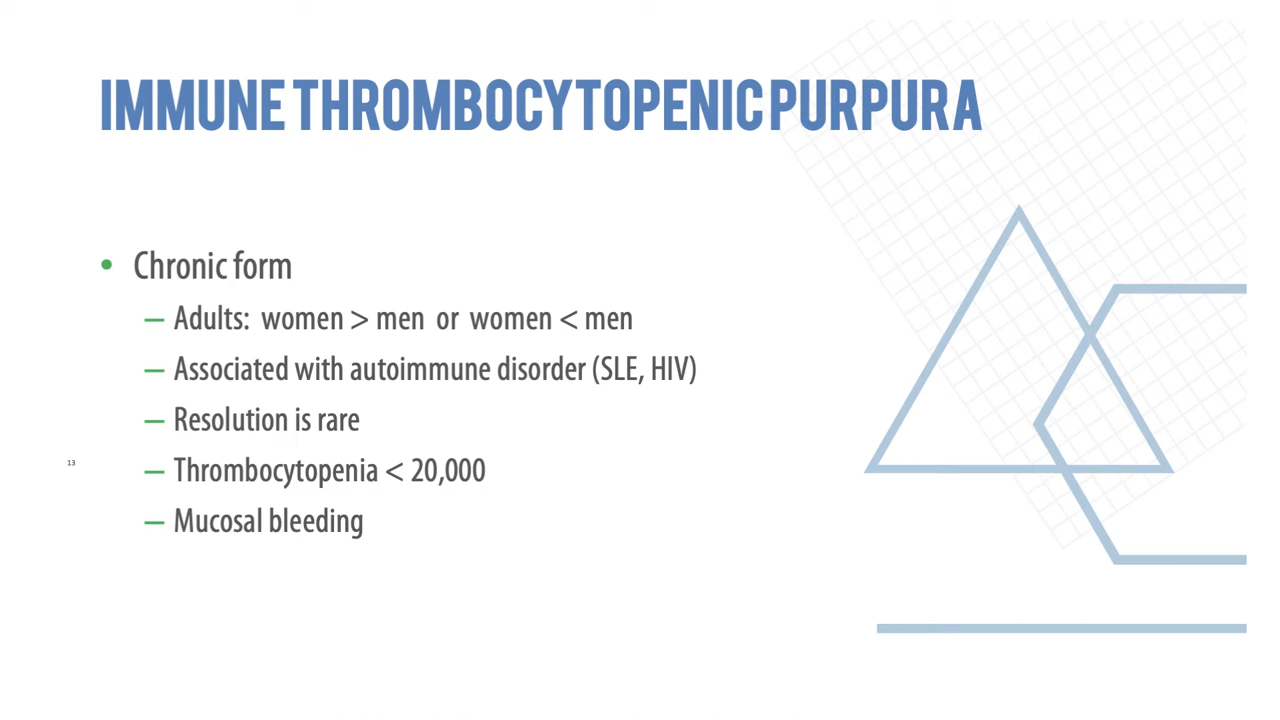 IMMUNE THROMBOCYTOPENIC PURPURA
• Chronic form
– Adults: women > men or women < men
– Associated with autoimmune disorder (SLE, HIV)
– Resolution is rare
– Thrombocytopenia < 20,000
– Mucosal bleeding
13